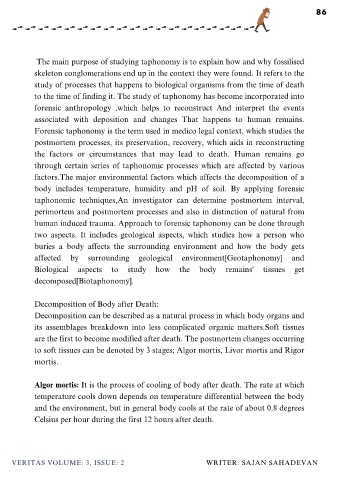 86
The main purpose of studying taphonomy is to explain how and why fossilised
skeleton conglomerations end up in the context they were found. It refers to the
study of processes that happens to biological organisms from the time of death
to the time of finding it. The study of taphonomy has become incorporated into
forensic anthropology ,which helps to reconstruct And interpret the events
associated with deposition and changes That happens to human remains.
Forensic taphonomy is the term used in medico legal context, which studies the
postmortem processes, its preservation, recovery, which aids in reconstructing
the factors or circumstances that may lead to death. Human remains go
through certain series of taphonomic processes which are affected by various
factors.The major environmental factors which affects the decomposition of a
body includes temperature, humidity and pH of soil. By applying forensic
taphonomic techniques,An investigator can determine postmortem interval,
perimortem and postmortem processes and also in distinction of natural from
human induced trauma. Approach to forensic taphonomy can be done through
two aspects. It includes geological aspects, which studies how a person who
buries a body affects the surrounding environment and how the body gets
affected by surrounding geological environment[Geotaphonomy] and
Biological aspects to study how the body remains' tissues get
decomposed[Biotaphonomy].
Decomposition of Body after Death:
Decomposition can be described as a natural process in which body organs and
its assemblages breakdown into less complicated organic matters.Soft tissues
are the first to become modified after death. The postmortem changes occurring
to soft tissues can be denoted by 3 stages; Algor mortis, Livor mortis and Rigor
mortis.
Algor mortis: It is the process of cooling of body after death. The rate at which
temperature cools down depends on temperature differential between the body
and the environment, but in general body cools at the rate of about 0.8 degrees
Celsius per hour during the first 12 hours after death.
VERITAS VOLUME: 3, ISSUE: 2 WRITER: SAJAN SAHADEVAN